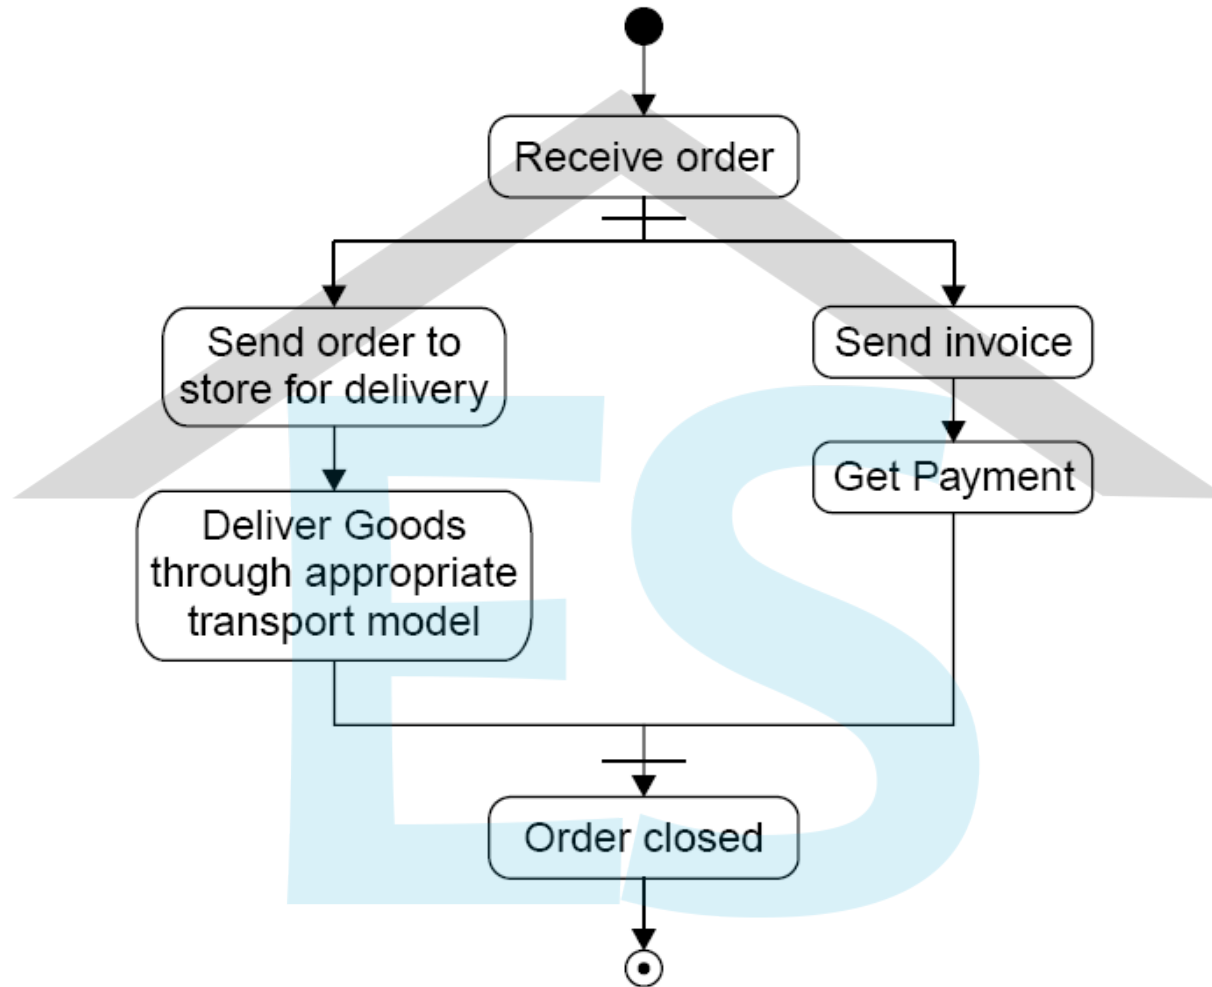 Receive order
Send order to
store for delivery
Send invoice
Get Payment
Deliver Goods
through appropriate
transport model
Order closed
ES